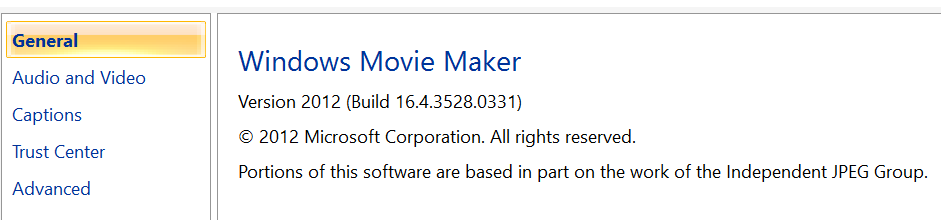 General
Audio and Video
Captions
Trust Center
Advanced
Windows Movie Maker
Version 2012 (Build 16.4.3528.0331)
© 2012 Microsoft Corporation. All rights reserved.
Portions of this software are based in part on the work of the Independent JPEG Group.